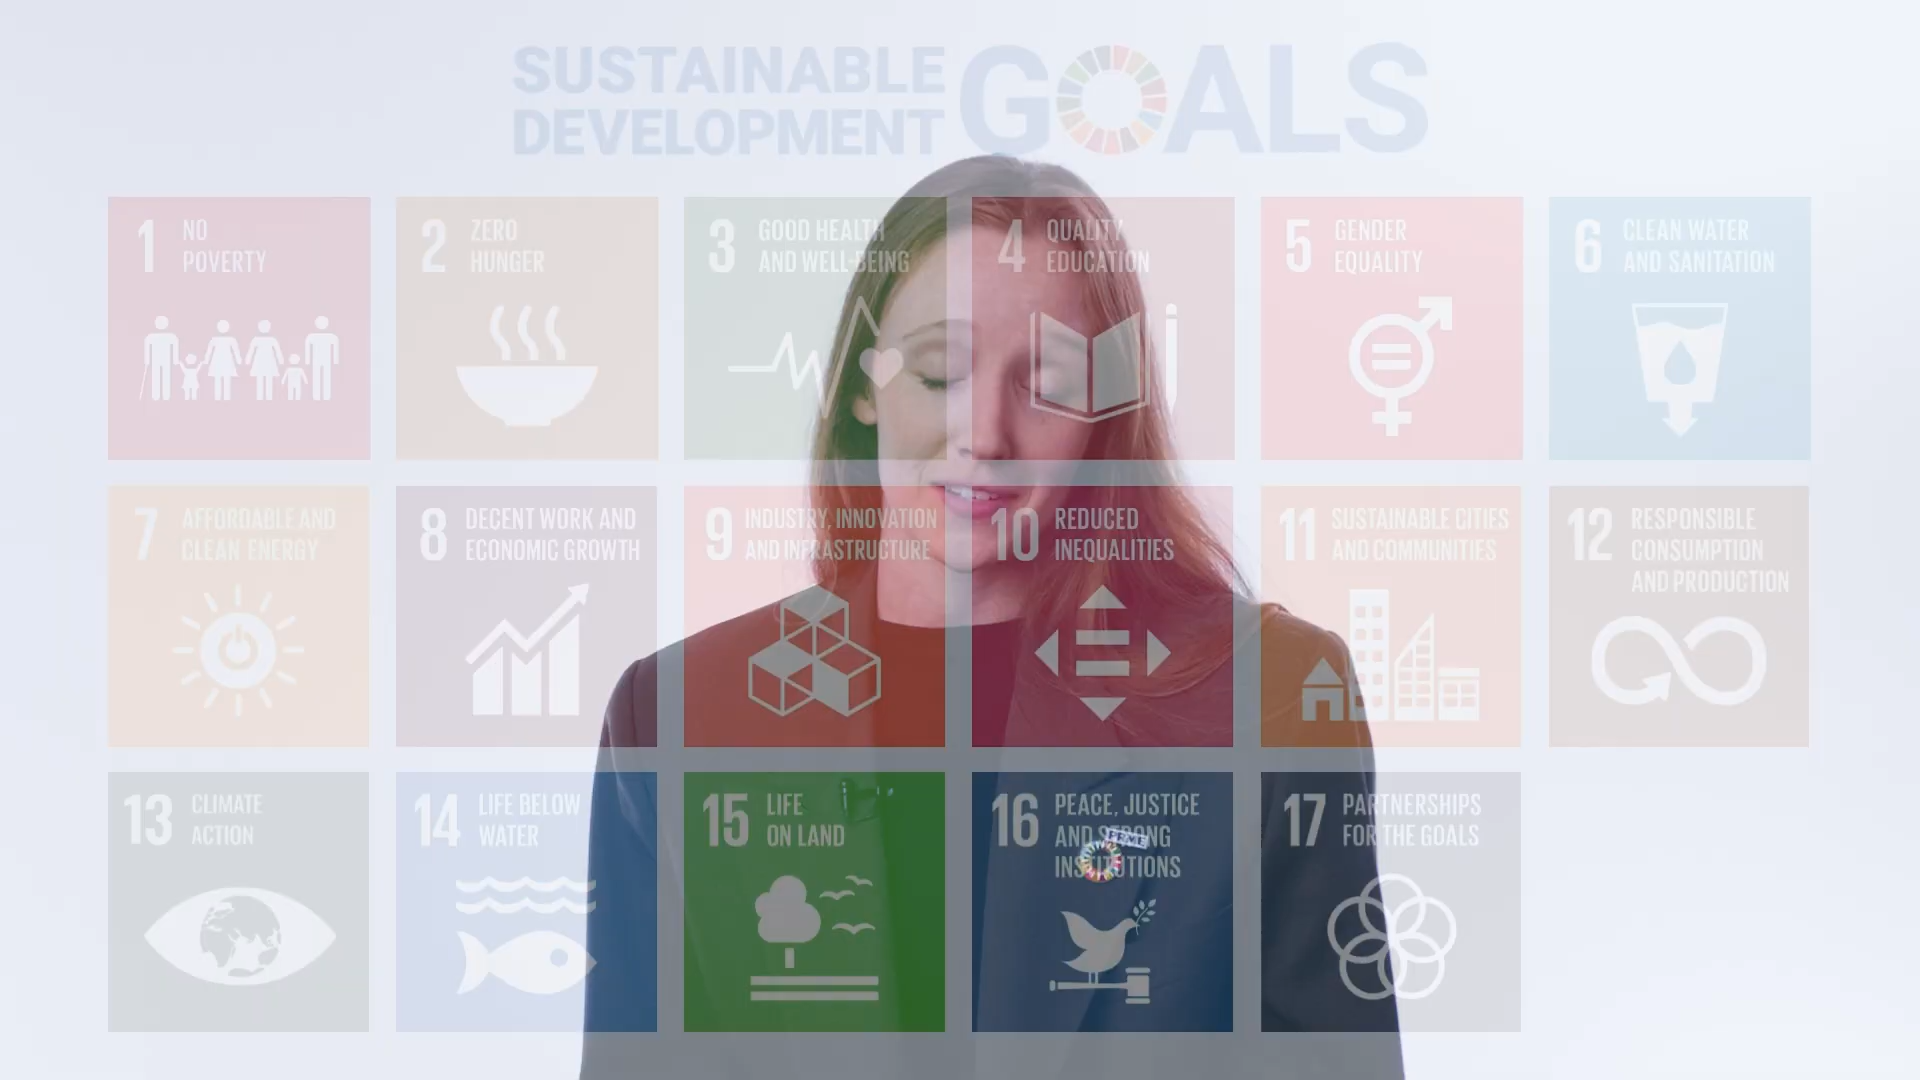 SUSTAINABLE
DEVELOPMENT
GOALS
1 NO
POVERTY
2 ZERO
HUNGER
3 GOOD HEALTH
AND WELL-BEING
4 QUALITY
EDUCATION
5 GENDER
EQUALITY
6 CLEAN WATER
AND SANITATION
7 AFFORDABLE AND
CLEAN ENERGY
8 DECENT WORK AND
ECONOMIC GROWTH
9 INDUSTRY, INNOVATION
AND INFRASTRUCTURE
10 REDUCED
INEQUALITIES
11 SUSTAINABLE CITIES
AND COMMUNITIES
12 RESPONSIBLE
CONSUMPTION
AND PRODUCTION
13 CLIMATE
ACTION
14 LIFE BELOW
WATER
15 LIFE
ON LAND
16 PEACE, JUSTICE
AND STRONG
INSTITUTIONS
17 PARTNERSHIPS
FOR THE GOALS